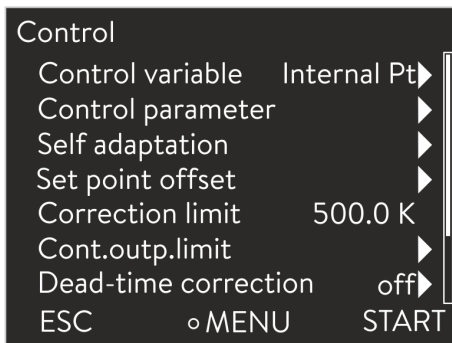 Control
Control variable Internal Pt
Control parameter
Self adaptation
Set point offset
Correction limit 500.0 K
Cont.outp.limit
Dead-time correction off
ESC MENU START